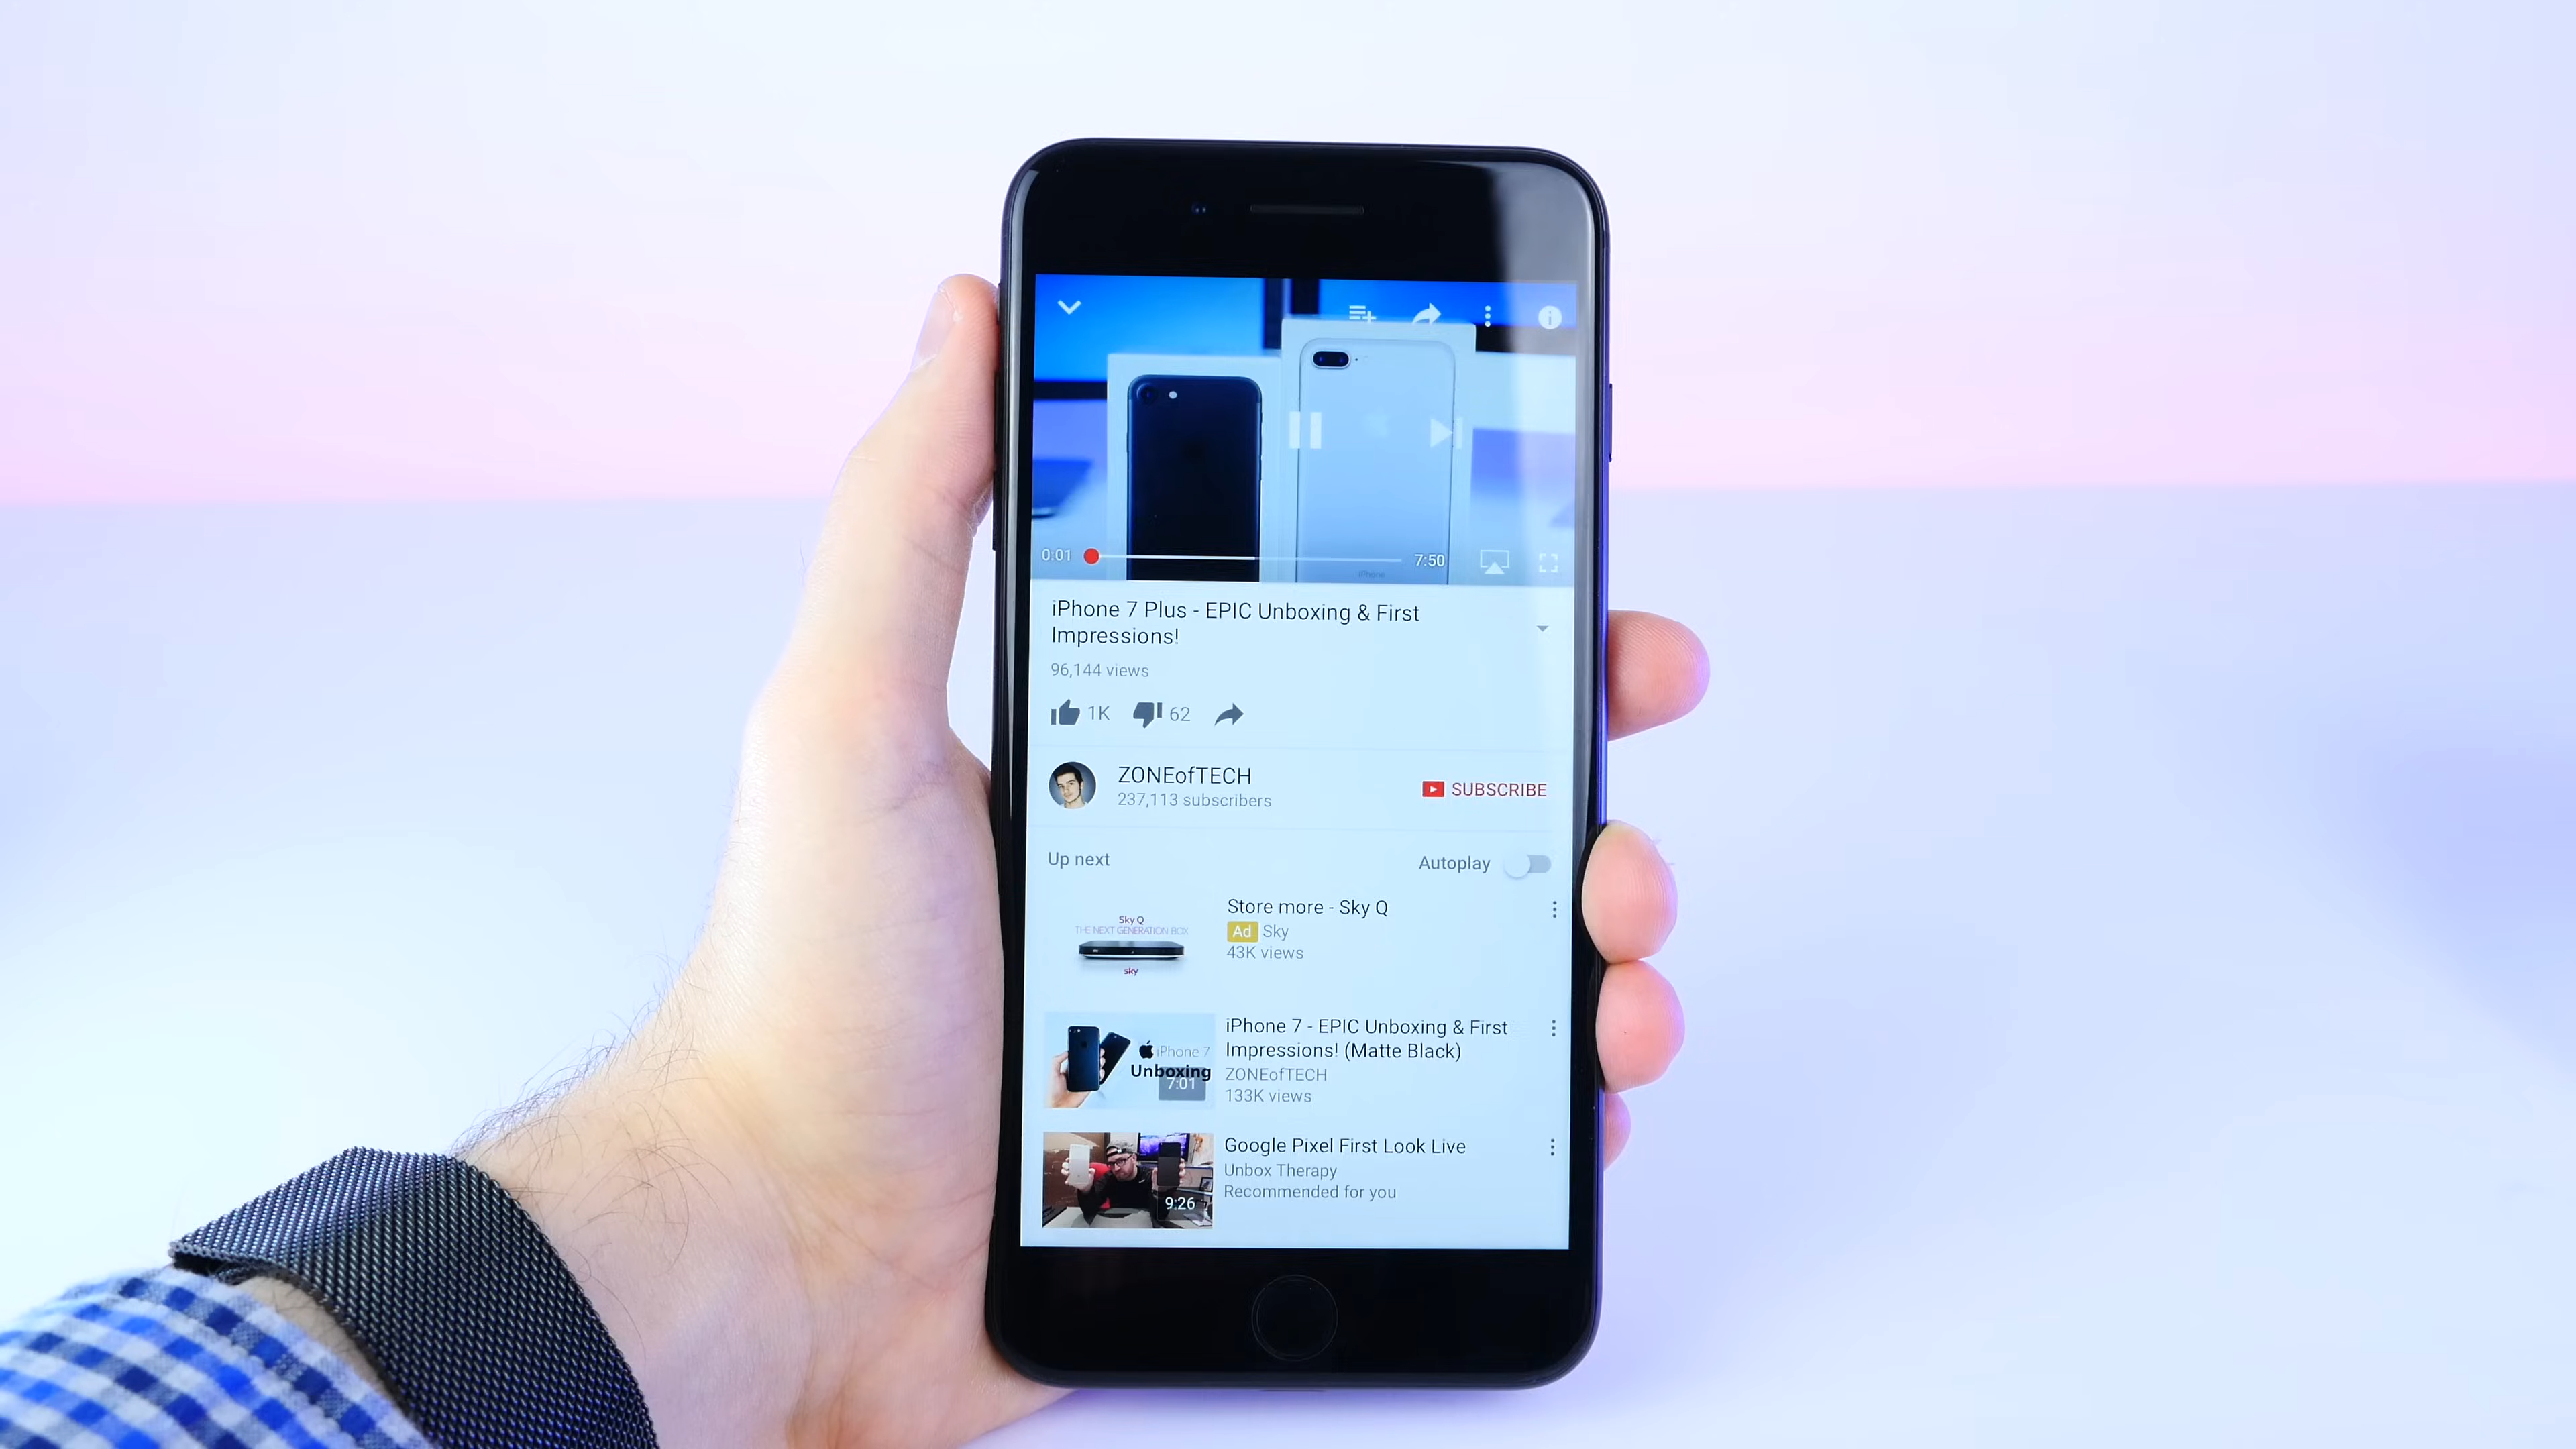 0:01
7:50
iPhone
iPhone 7 Plus - EPIC Unboxing & First
Impressions!
96,144 views
1K
62
ZONEofTECH
237,113 subscribers
SUBSCRIBE
Up next
Autoplay
Sky Q
THE NEXT GENERATION BOX
sky
Store more - Sky Q
Ad Sky
43K views
iPhone 7
Unboxing
7:01
iPhone 7 - EPIC Unboxing & First
Impressions! (Matte Black)
ZONEofTECH
133K views
9:26
Google Pixel First Look Live
Unbox Therapy
Recommended for you